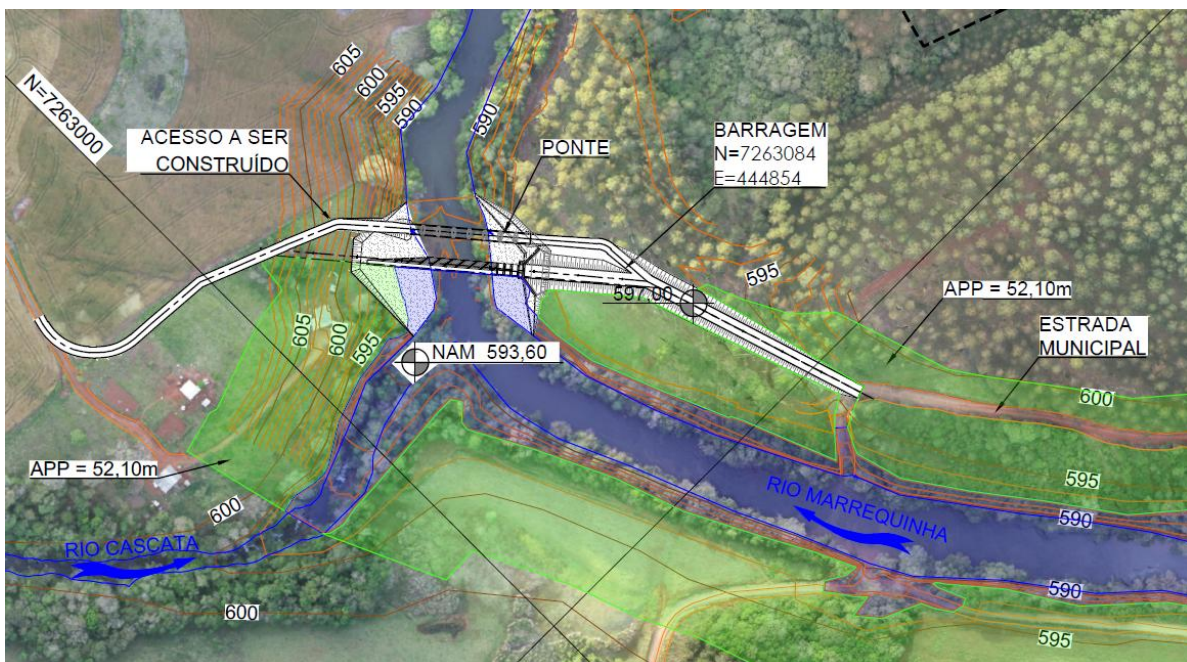 605
600
595
590
N=7263000
ACESSO A SER
CONSTRUÍDO
590
PONTE
BARRAGEM
N=7263084
E=444854
595
597,00
APP = 52,10m
ESTRADA
MUNICIPAL
605
600
595
NAM 593,60
600
APP = 52,10m
600
595
RIO MARREQUINHA
590
RIO CASCATA
590
600
595